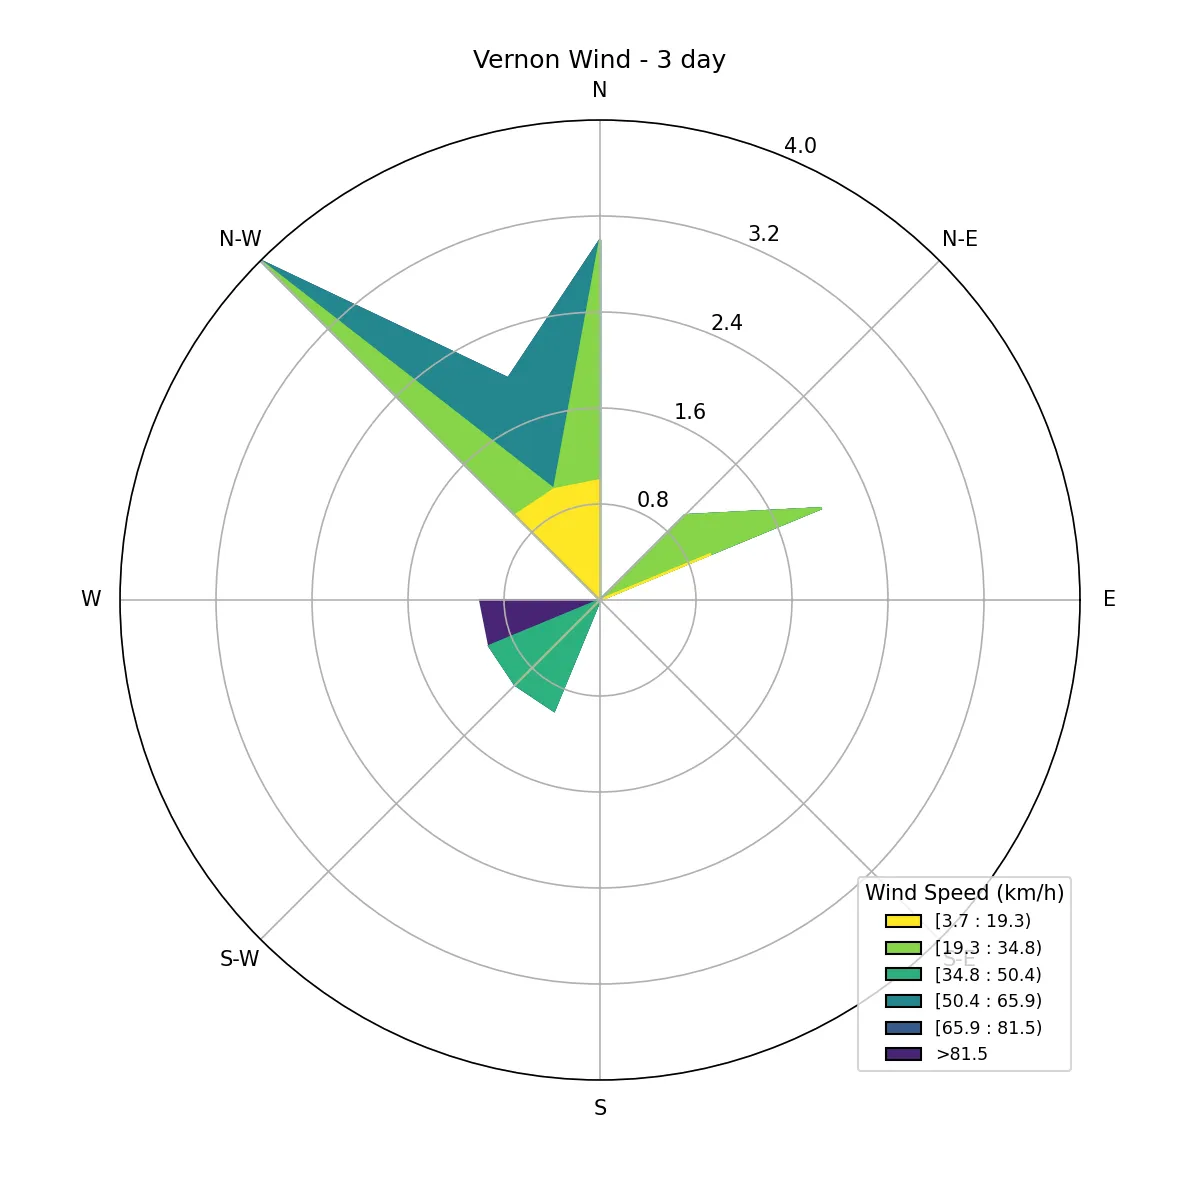 Vernon Wind - 3 day
N
4.0
N-W
3.2
N-E
2.4
1.6
0.8
W
E
S-W
S-E
S
Wind Speed (km/h)
[3.7 : 19.3)
[19.3 : 34.8)
[34.8 : 50.4)
[50.4 : 65.9)
[65.9 : 81.5)
>81.5